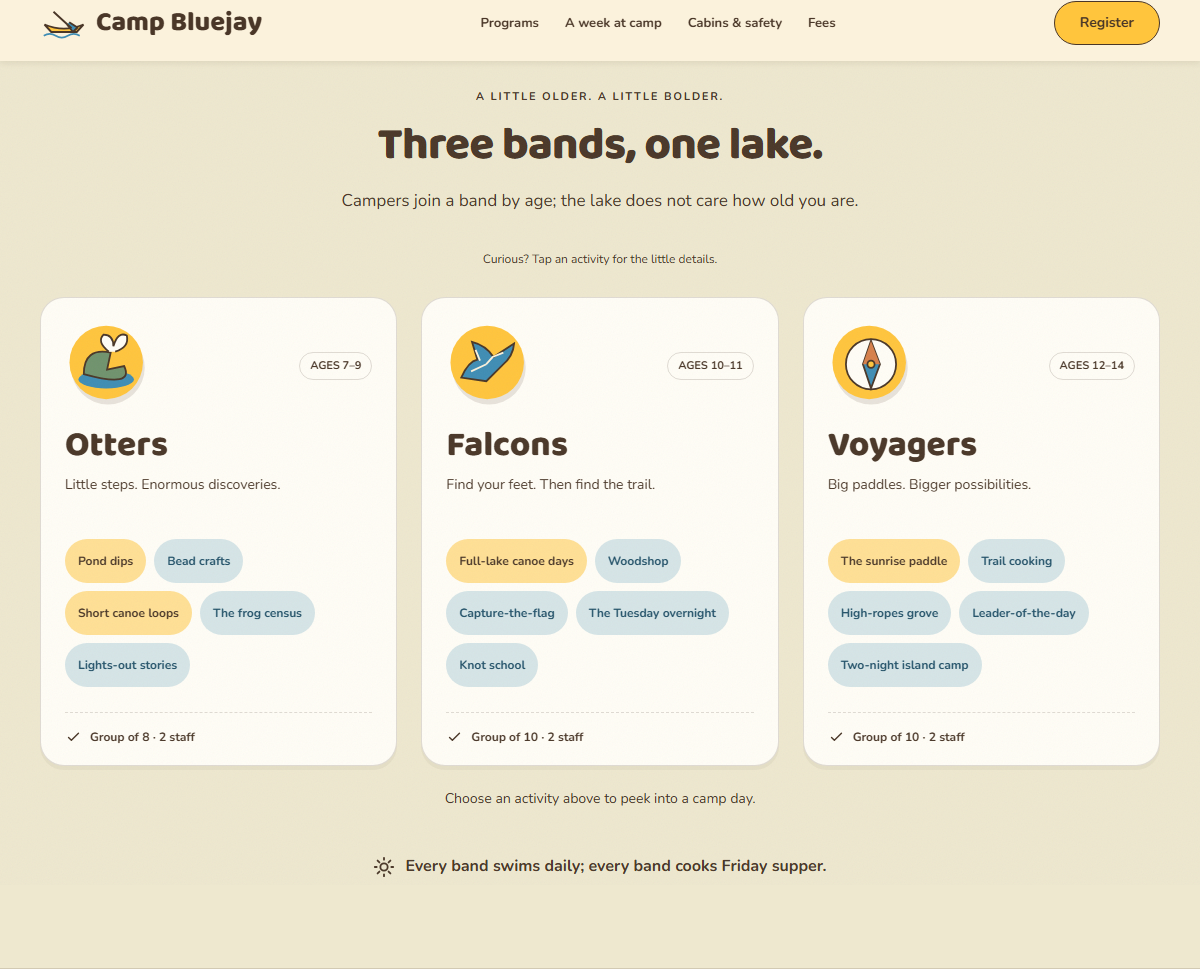 Camp Bluejay
Programs
A week at camp
Cabins & safety
Fees
Register
A LITTLE OLDER. A LITTLE BOLDER.
Three bands, one lake.
Campers join a band by age; the lake does not care how old you are.
Curious? Tap an activity for the little details.
AGES 7–9
Otters
Little steps. Enormous discoveries.
Pond dips
Bead crafts
Short canoe loops
The frog census
Lights-out stories
Group of 8 · 2 staff
AGES 10–11
Falcons
Find your feet. Then find the trail.
Full-lake canoe days
Woodshop
Capture-the-flag
The Tuesday overnight
Knot school
Group of 10 · 2 staff
AGES 12–14
Voyagers
Big paddles. Bigger possibilities.
The sunrise paddle
Trail cooking
High-ropes grove
Leader-of-the-day
Two-night island camp
Group of 10 · 2 staff
Choose an activity above to peek into a camp day.
Every band swims daily; every band cooks Friday supper.